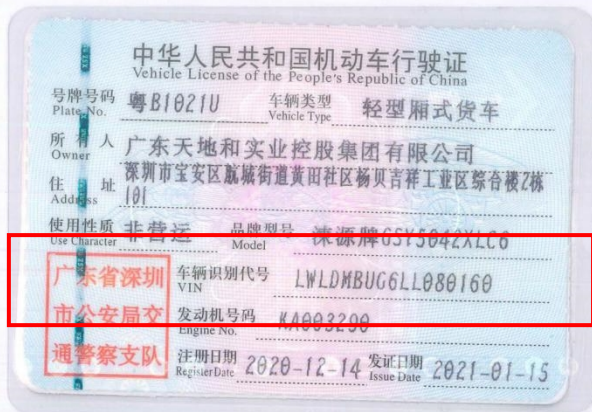 中华人民共和国机动车行驶证
Vehicle License of the People's Republic of China
号牌号码 粤B1021U 车辆类型 轻型厢式货车
Plate No. Vehicle Type
所有人 广东天地和实业控股集团有限公司
Owner
住址 深圳市宝安区航城街道黄田社区杨贝吉祥工业区综合楼2栋
Address 101
使用性质 非营运 品牌型号
Use Character Model
车辆识别代号 LWLDMBUG6LL080160
VIN
发动机号码 KA003290
Engine No.
注册日期 2020-12-14 发证日期 2021-01-15
Register Date Issue Date
广东省深圳
市公安局交
通警察支队